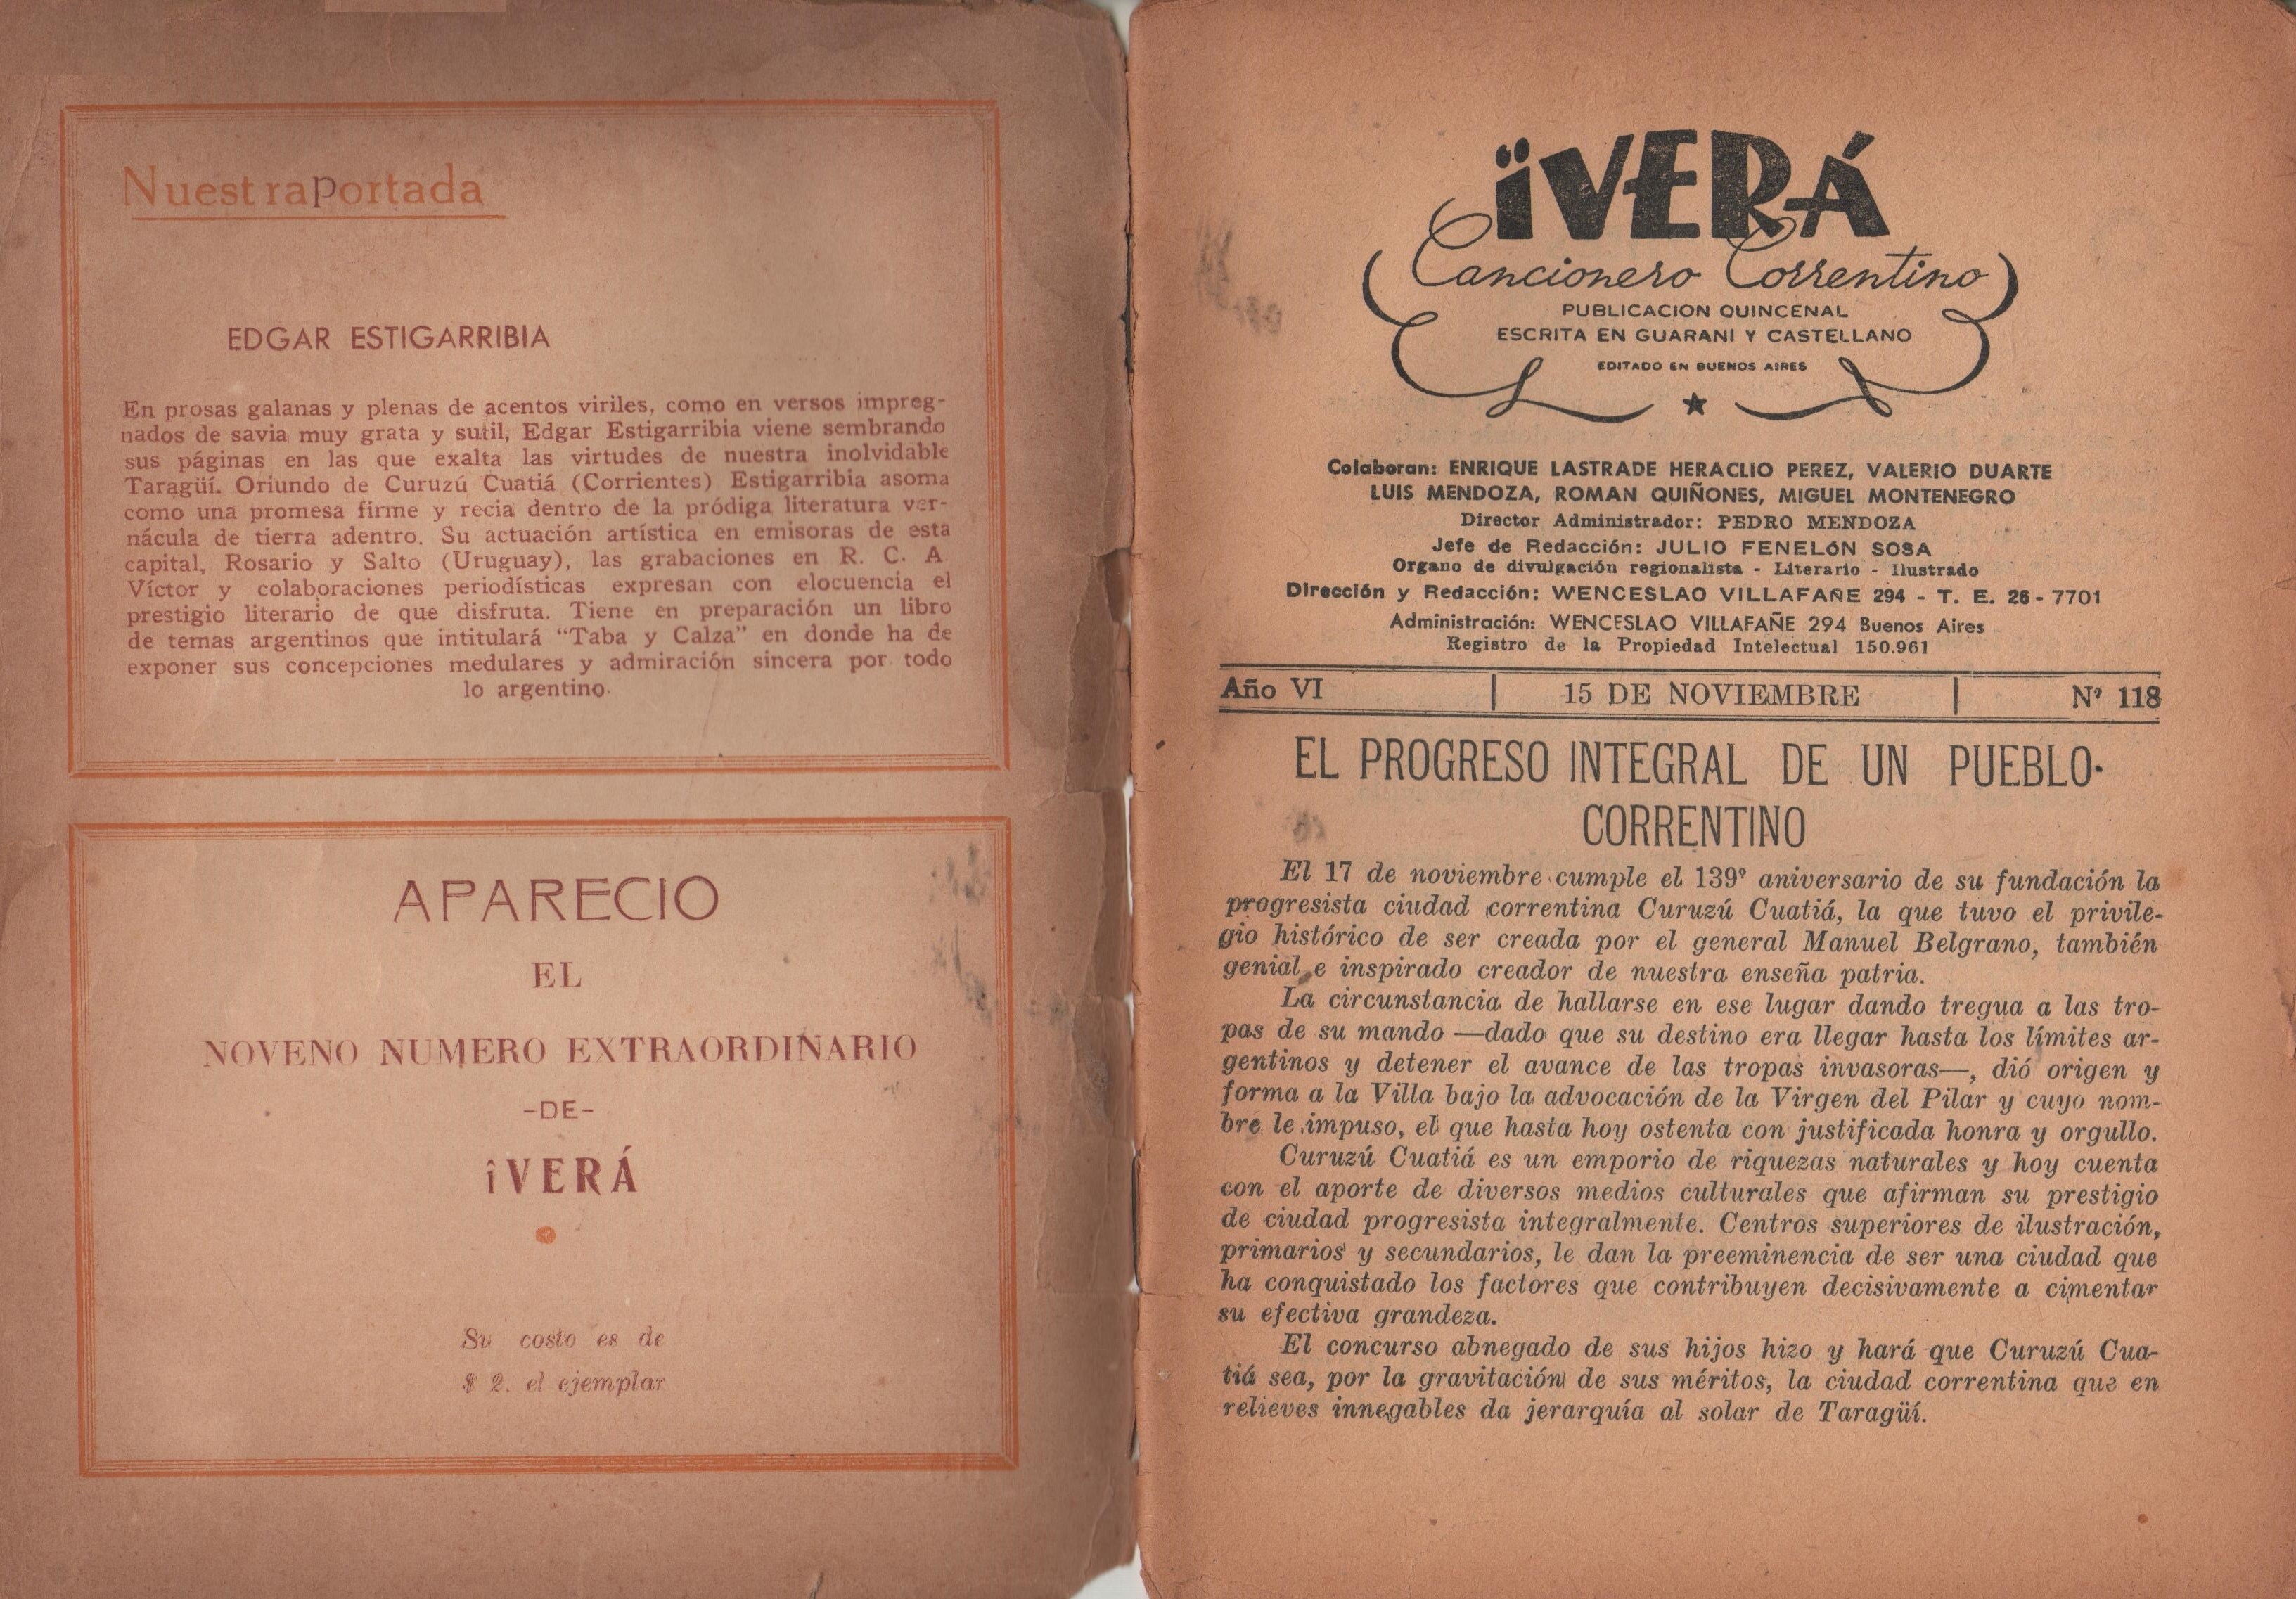 Nuestra portada
EDGAR ESTIGARRIBIA
En prosas galanas y plenas de acentos viriles, como en versos impreg-
nados de savia muy grata y sutil, Edgar Estigarribia viene sembrando
sus páginas en las que exalta las virtudes de nuestra inolvidable
Taragüí. Oriundo de Curuzú Cuatiá (Corrientes) Estigarribia asoma
como una promesa firme y recia dentro de la pródiga literatura ver-
nácula de tierra adentro. Su actuación artística en emisoras de esta
capital, Rosario y Salto (Uruguay), las grabaciones en R. C. A
Víctor y colaboraciones periodísticas expresan con elocuencia el
prestigio literario de que disfruta. Tiene en preparación un libro
de temas argentinos que intitulará "Taba y Calza" en donde ha de
exponer sus concepciones medulares y admiración sincera por todo
lo argentino.
APARECIO
EL
NOVENO NUMERO EXTRAORDINARIO
-DE-
îVERÁ
Su costo es de
$ 2. el ejemplar
ïVERÁ
Cancionero Correntino
PUBLICACION QUINCENAL
ESCRITA EN GUARANI Y CASTELLANO
EDITADO EN BUENOS AIRES
Colaboran: ENRIQUE LASTRADE HERACLIO PEREZ, VALERIO DUARTE
LUIS MENDOZA, ROMAN QUIÑONES, MIGUEL MONTENEGRO
Director Administrador: PEDRO MENDOZA
Jefe de Redacción: JULIO FENELÓN SOSA
Organo de divulgación regionalista - Literario - Ilustrado
Dirección y Redacción: WENCESLAO VILLAFAÑE 294 - T. E. 26 - 7701
Administración: WENCESLAO VILLAFAÑE 294 Buenos Aires
Registro de la Propiedad Intelectual 150.961
Año VI | 15 DE NOVIEMBRE | Nº 118
EL PROGRESO INTEGRAL DE UN PUEBLO·
CORRENTINO
El 17 de noviembre cumple el 139º aniversario de su fundación la
progresista ciudad correntina Curuzú Cuatiá, la que tuvo el privile-
gio histórico de ser creada por el general Manuel Belgrano, también
genial e inspirado creador de nuestra enseña patria.
La circunstancia de hallarse en ese lugar dando tregua a las tro-
pas de su mando —dado que su destino era llegar hasta los límites ar-
gentinos y detener el avance de las tropas invasoras—, dió origen y
forma a la Villa bajo la advocación de la Virgen del Pilar y cuyo nom-
bre le impuso, el que hasta hoy ostenta con justificada honra y orgullo.
Curuzú Cuatiá es un emporio de riquezas naturales y hoy cuenta
con el aporte de diversos medios culturales que afirman su prestigio
de ciudad progresista integralmente. Centros superiores de ilustración,
primarios y secundarios, le dan la preeminencia de ser una ciudad que
ha conquistado los factores que contribuyen decisivamente a cimentar
su efectiva grandeza.
El concurso abnegado de sus hijos hizo y hará que Curuzú Cua-
tiá sea, por la gravitación de sus méritos, la ciudad correntina que en
relieves innegables da jerarquía al solar de Taragüí.